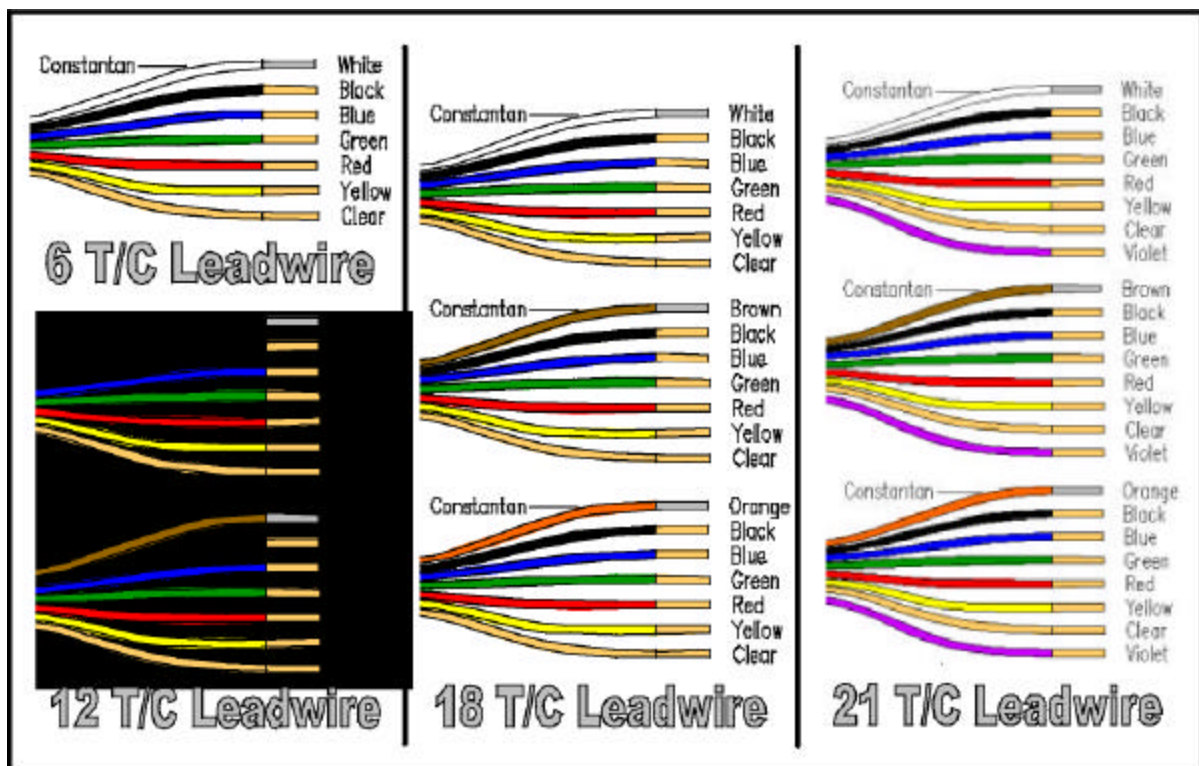 Constantan
White
Black
Blue
Green
Red
Yellow
Clear
6 T/C Leadwire
12 T/C Leadwire
Constantan
White
Black
Blue
Green
Red
Yellow
Clear
Constantan
Brown
Black
Blue
Green
Red
Yellow
Clear
Constantan
Orange
Black
Blue
Green
Red
Yellow
Clear
18 T/C Leadwire
Constantan
White
Black
Blue
Green
Red
Yellow
Clear
Violet
Constantan
Brown
Black
Blue
Green
Red
Yellow
Clear
Violet
Constantan
Orange
Black
Blue
Green
Red
Yellow
Clear
Violet
21 T/C Leadwire